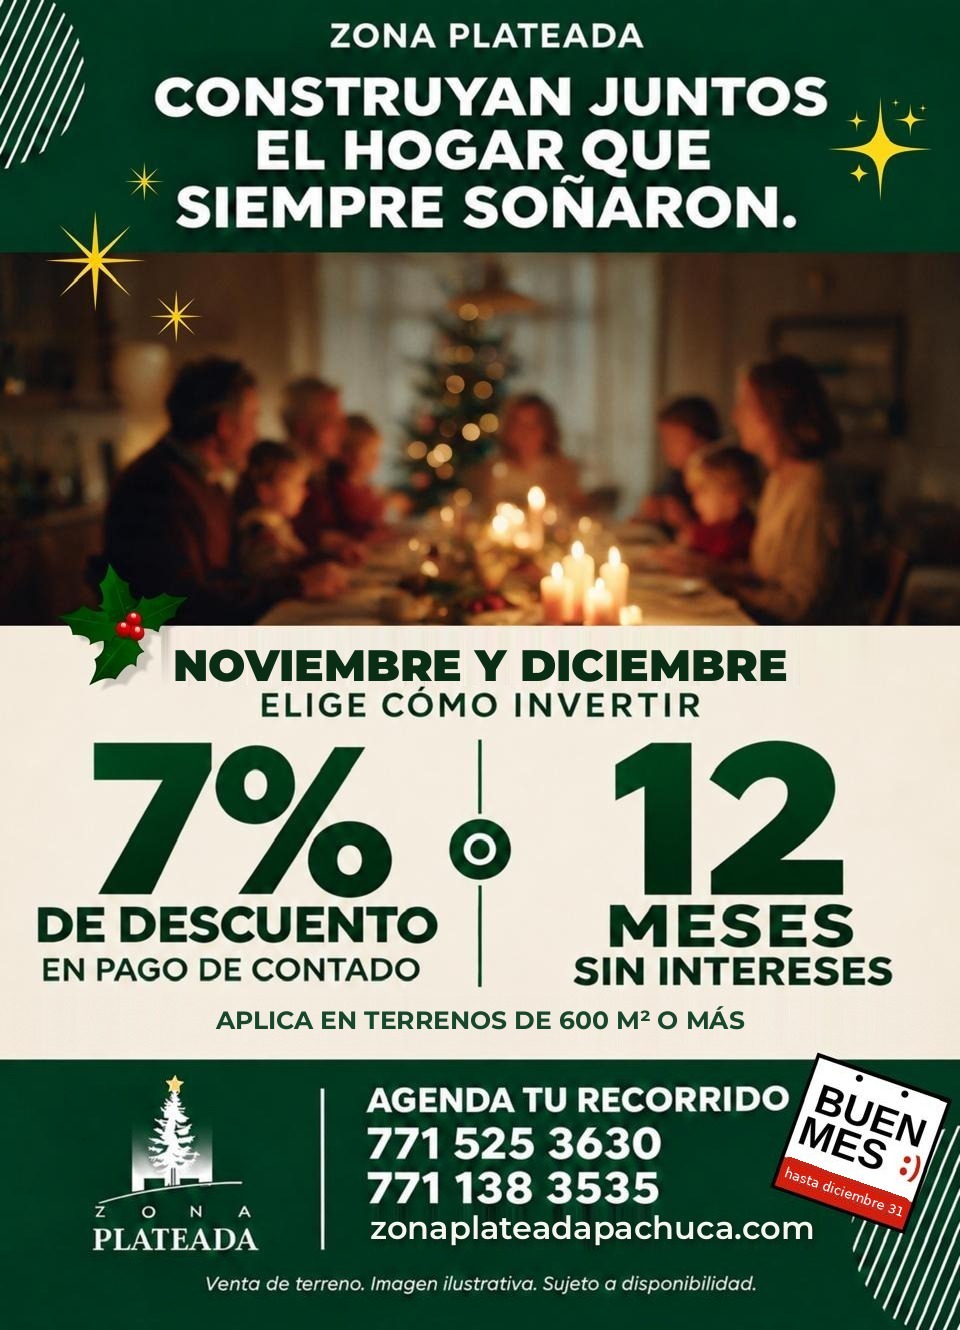 ZONA PLATEADA
CONSTRUYAN JUNTOS
EL HOGAR QUE
SIEMPRE SOÑARON.
NOVIEMBRE Y DICIEMBRE
ELIGE CÓMO INVERTIR
7%
DE DESCUENTO
EN PAGO DE CONTADO
O
12
MESES
SIN INTERESES
APLICA EN TERRENOS DE 600 M² O MÁS
ZONA
PLATEADA
AGENDA TU RECORRIDO
771 525 3630
771 138 3535
zonaplateadapachuca.com
BUEN
MES :)
hasta diciembre 31
Venta de terreno. Imagen ilustrativa. Sujeto a disponibilidad.